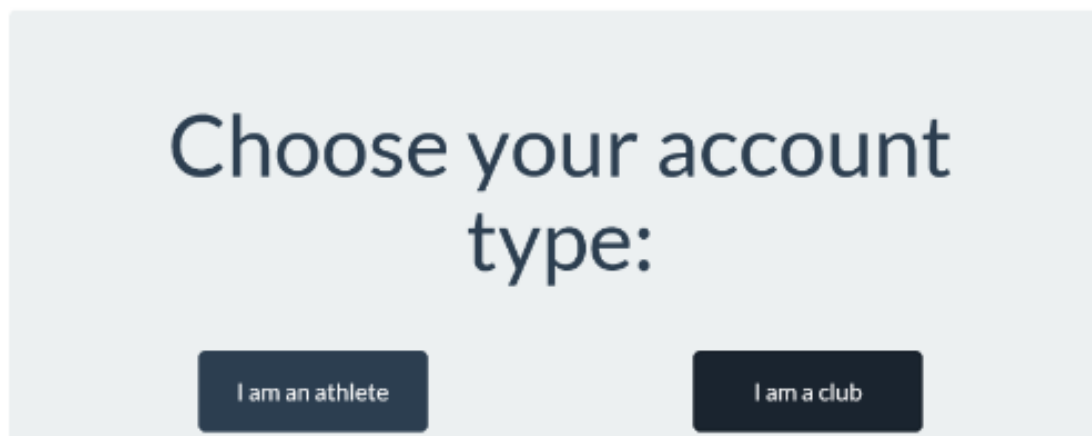 Choose your account
type:
I am an athlete
I am a club